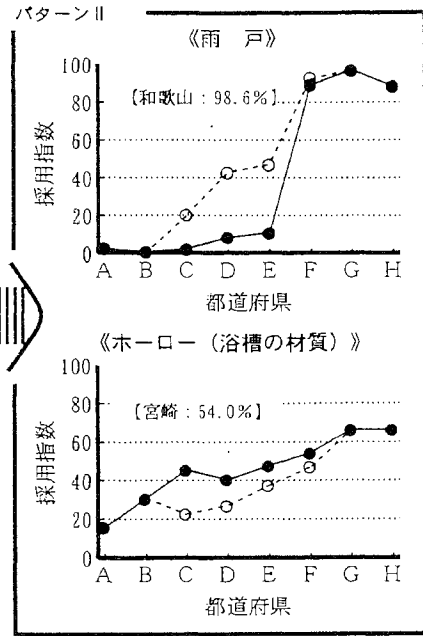 パターンⅡ
《雨 戸》
100
80
60
40
20
0
採用指数
【和歌山：98.6%】
A B C D E F G H
都道府県
《ホーロー（浴槽の材質）》
100
80
60
40
20
0
採用指数
【宮崎：54.0%】
A B C D E F G H
都道府県